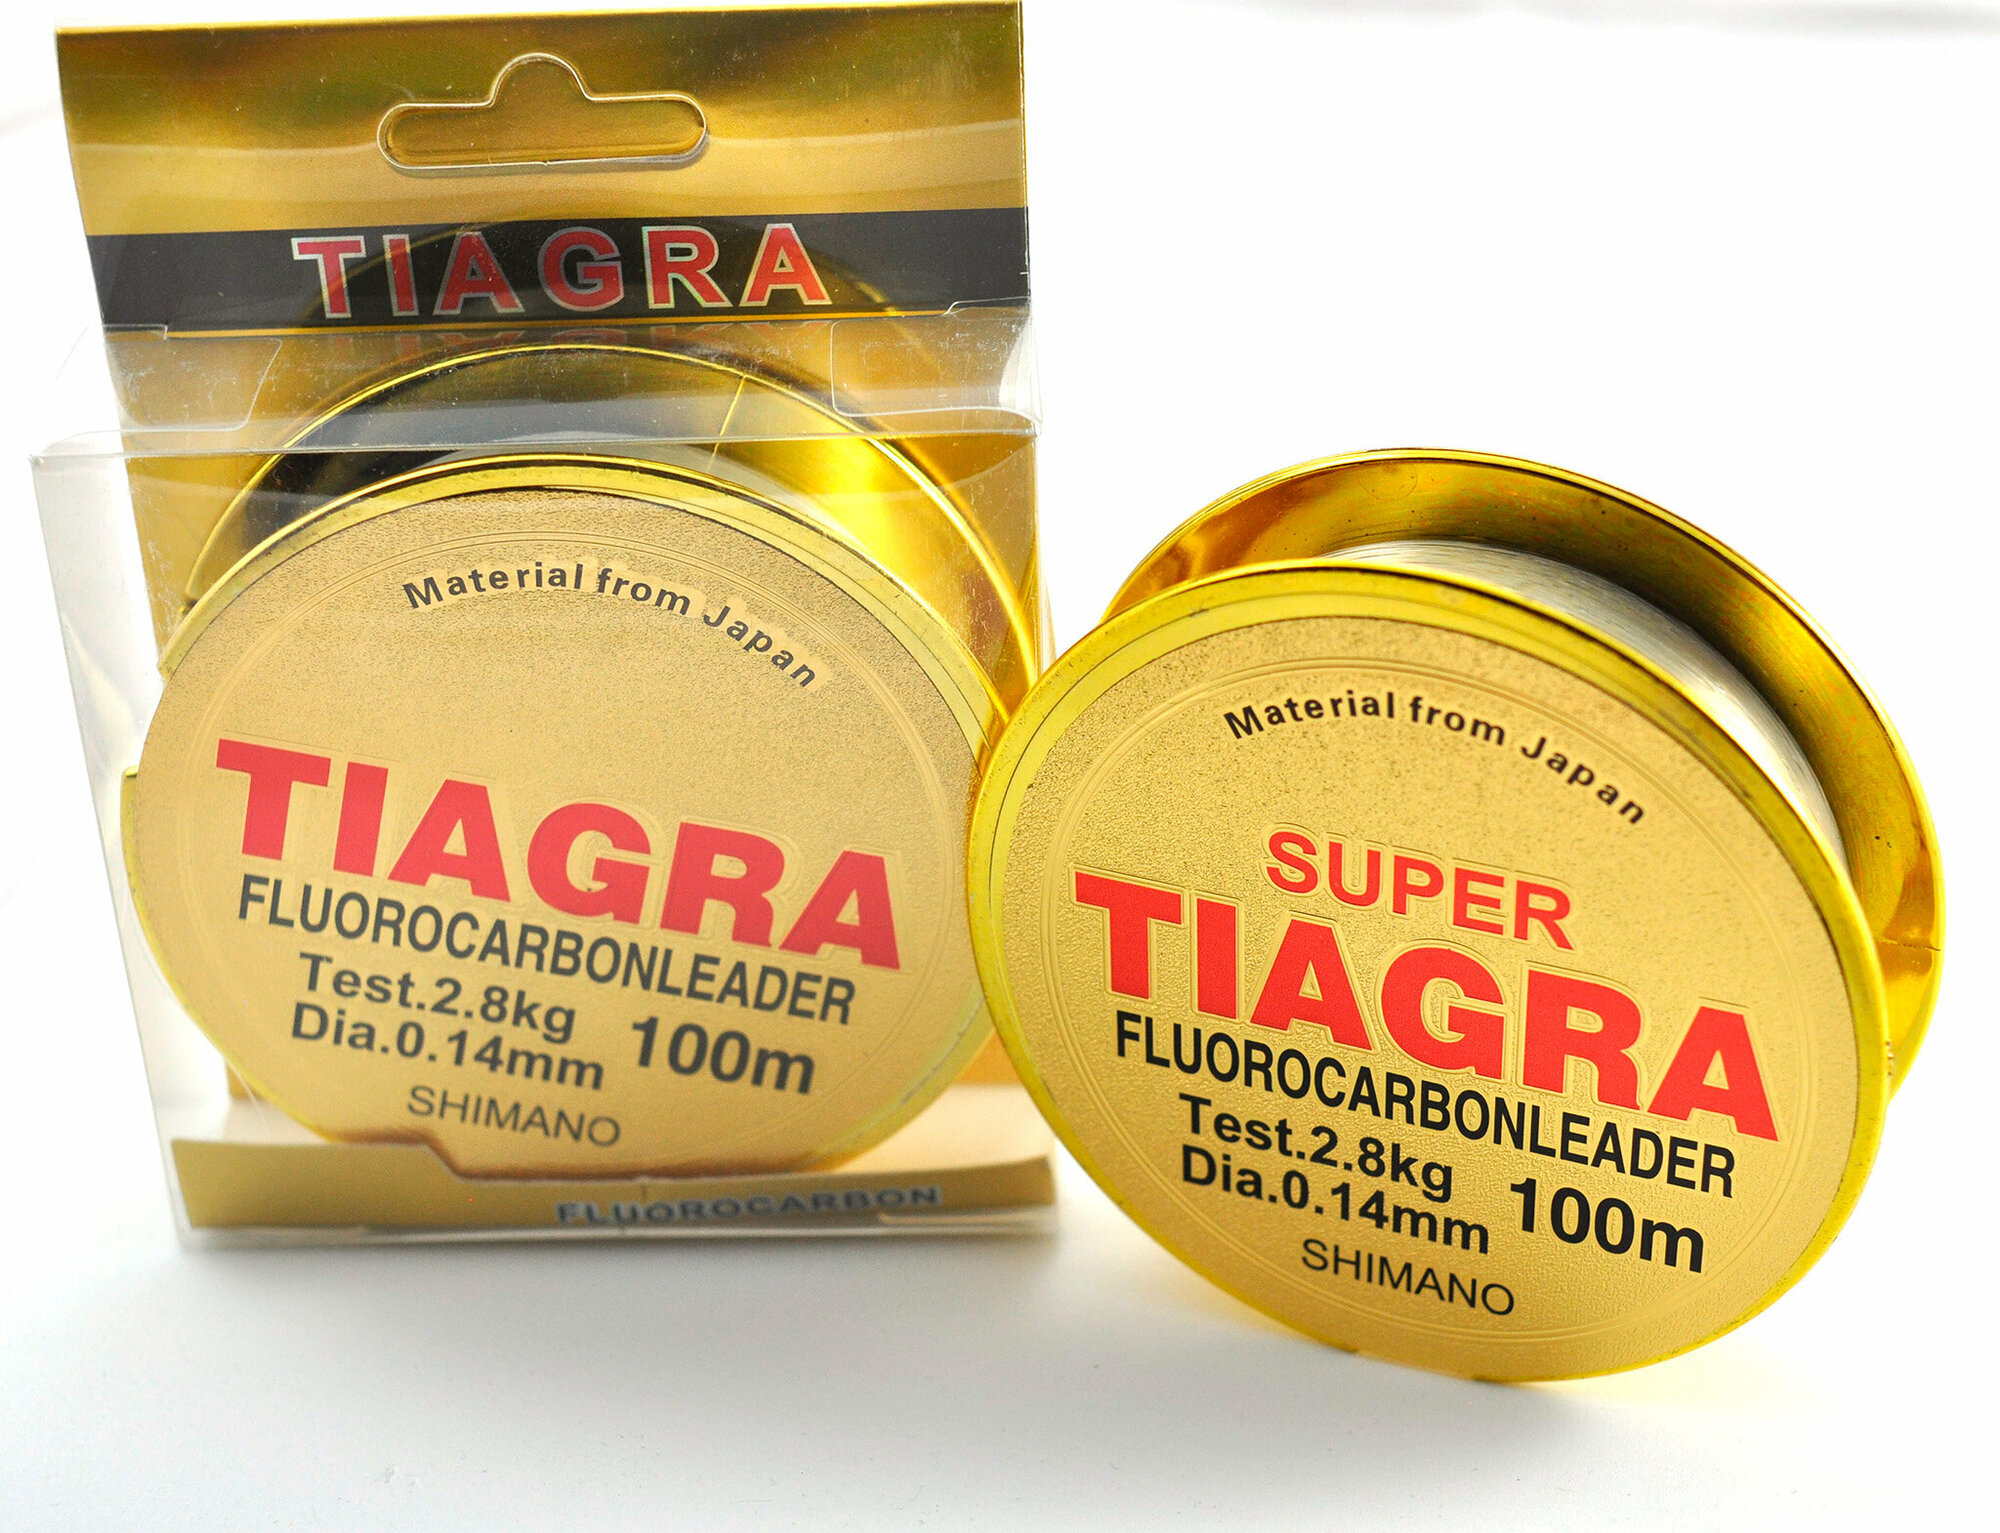 TIAGRA
Material from Japan
TIAGRA
FLUOROCARBONLEADER
Test.2.8kg
Dia.0.14mm
100m
SHIMANO
FLUOROCARBON
Material from Japan
SUPER
TIAGRA
FLUOROCARBONLEADER
Test.2.8kg
Dia.0.14mm
100m
SHIMANO